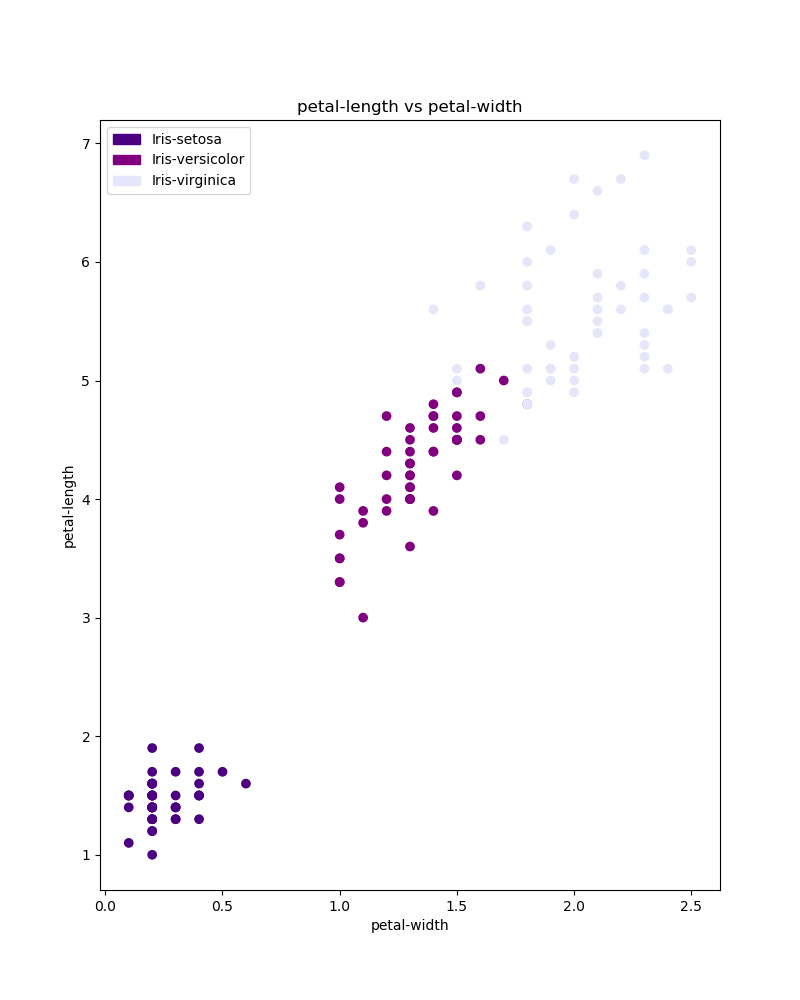 petal-length vs petal-width
Iris-setosa
Iris-versicolor
Iris-virginica
7
6
5
4
3
2
1
petal-length
0.0 0.5 1.0 1.5 2.0 2.5
petal-width